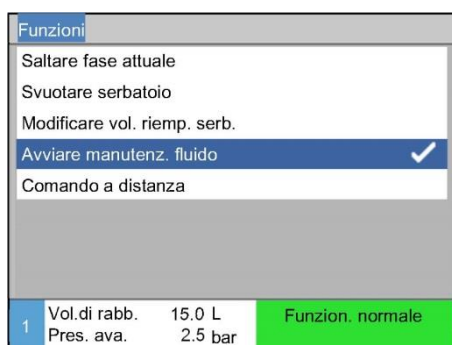 Funzioni
Saltare fase attuale
Svuotare serbatoio
Modificare vol. riemp. serb.
Avviare manutenz. fluido
Comando a distanza
1
Vol.di rabb. 15.0 L
Pres. ava. 2.5 bar
Funzion. normale